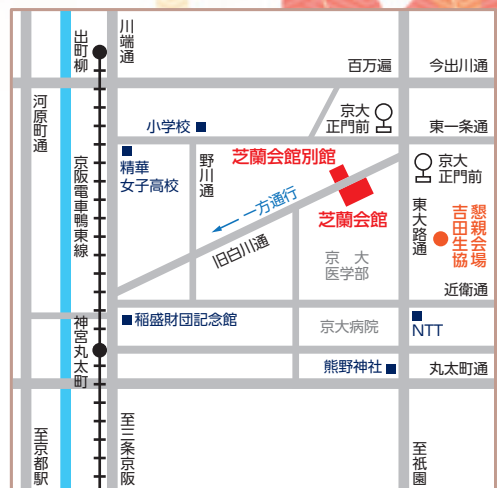 出町柳
川端通
百万遍
今出川通
河原町通
小学校
京大
正門前
東一条通
精華
女子高校
野川通
芝蘭会館別館
京大
正門前
一方通行
芝蘭会館
京阪電車鴨東線
旧白川通
東大路通
懇親会場
吉田生協
京 大
医学部
近衛通
稲盛財団記念館
京大病院
NTT
神宮丸太町
熊野神社
丸太町通
至京都駅
至三条京阪
至祇園